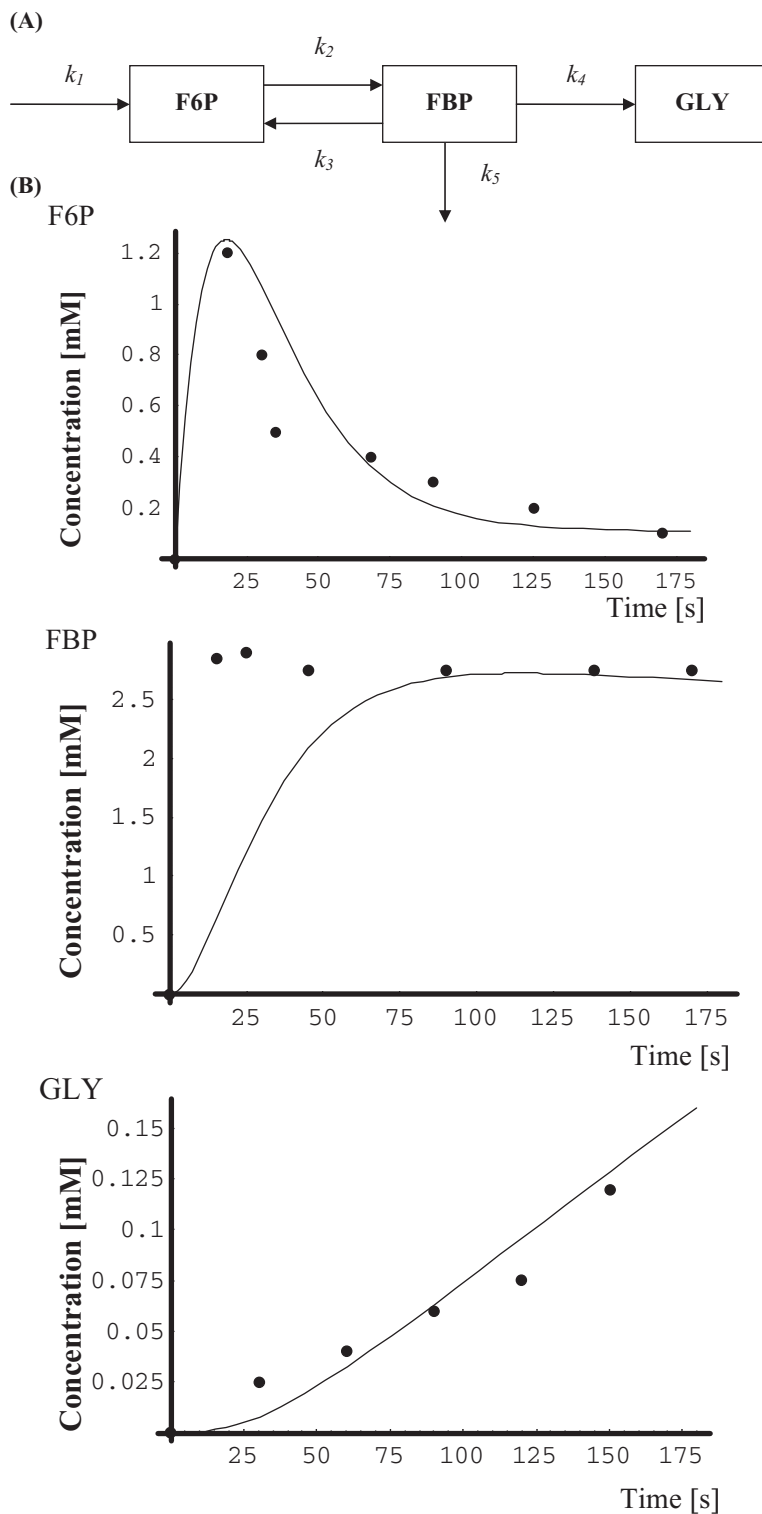 (A)
k1 F6P k2 k3 FBP k4 GLY
k5
(B)
F6P
Concentration [mM]
1.2
1
0.8
0.6
0.4
0.2
25 50 75 100 125 150 175
Time [s]
FBP
Concentration [mM]
2.5
2
1.5
1
0.5
25 50 75 100 125 150 175
Time [s]
GLY
Concentration [mM]
0.15
0.125
0.1
0.075
0.05
0.025
25 50 75 100 125 150 175
Time [s]